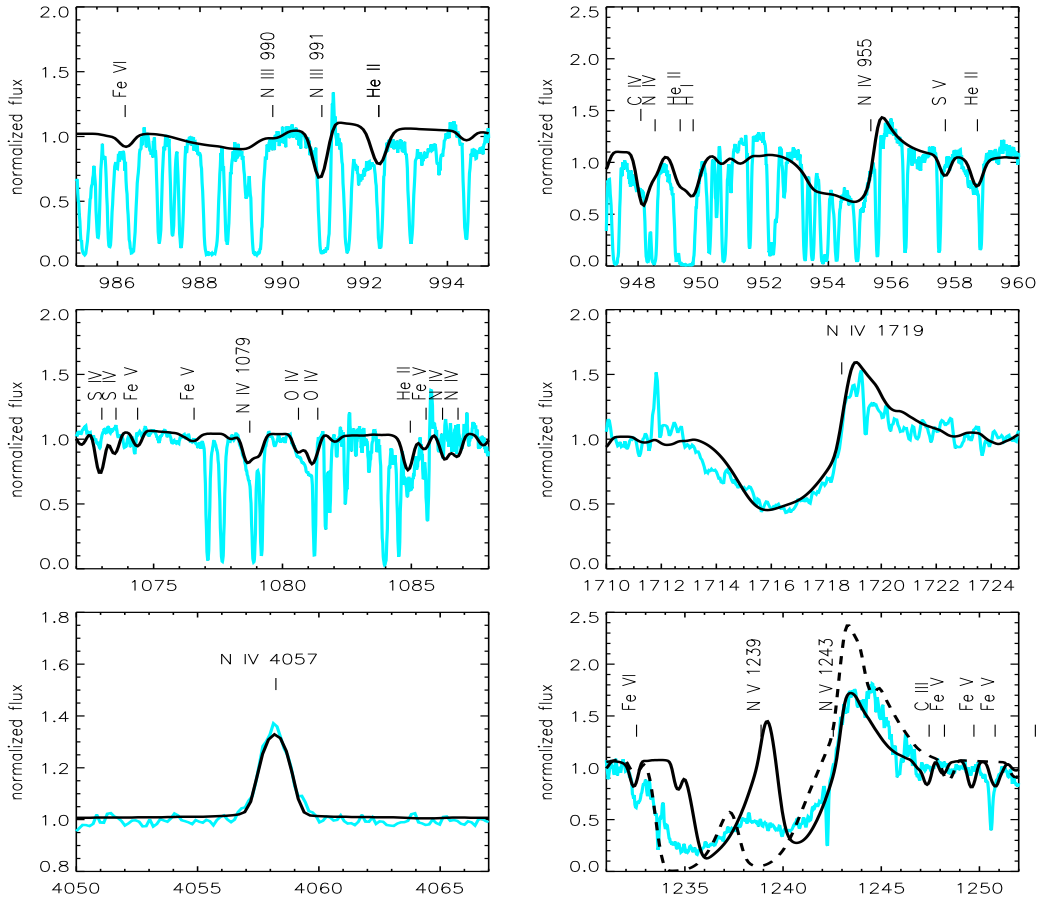 2.0
1.5
1.0
0.5
0.0
normalized flux
Fe VI
N III 990
N III 991
He II
986 988 990 992 994
2.5
2.0
1.5
1.0
0.5
0.0
normalized flux
C IV
N IV
He II
H I
N IV 955
S V
He II
948 950 952 954 956 958 960
2.0
1.5
1.0
0.5
0.0
normalized flux
S IV
S IV
Fe V
Fe V
N IV 1079
O IV
O IV
He II
Fe V
N IV
N IV
1075 1080 1085
2.0
1.5
1.0
0.5
0.0
normalized flux
N IV 1719
1710 1712 1714 1716 1718 1720 1722 1724
1.8
1.6
1.4
1.2
1.0
0.8
normalized flux
N IV 4057
4050 4055 4060 4065
2.5
2.0
1.5
1.0
0.5
0.0
normalized flux
Fe VI
N V 1239
N V 1243
C III
Fe V
Fe V
Fe V
1235 1240 1245 1250